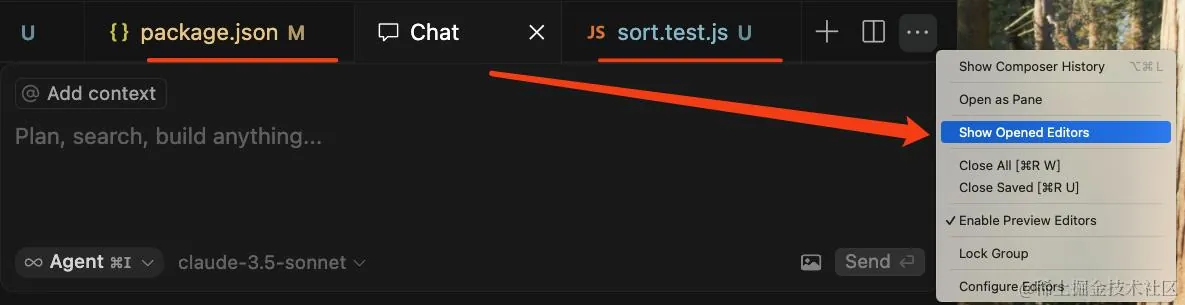 U
{} package.json M
Chat
JS sort.test.js U
@ Add context
Plan, search, build anything...
∞ Agent ⌘I
claude-3.5-sonnet
Send
Show Composer History ⌥⌘L
Open as Pane
Show Opened Editors
Close All [⌘R W]
Close Saved [⌘R U]
✓ Enable Preview Editors
Lock Group
Configure Editors
@稀土掘金技术社区